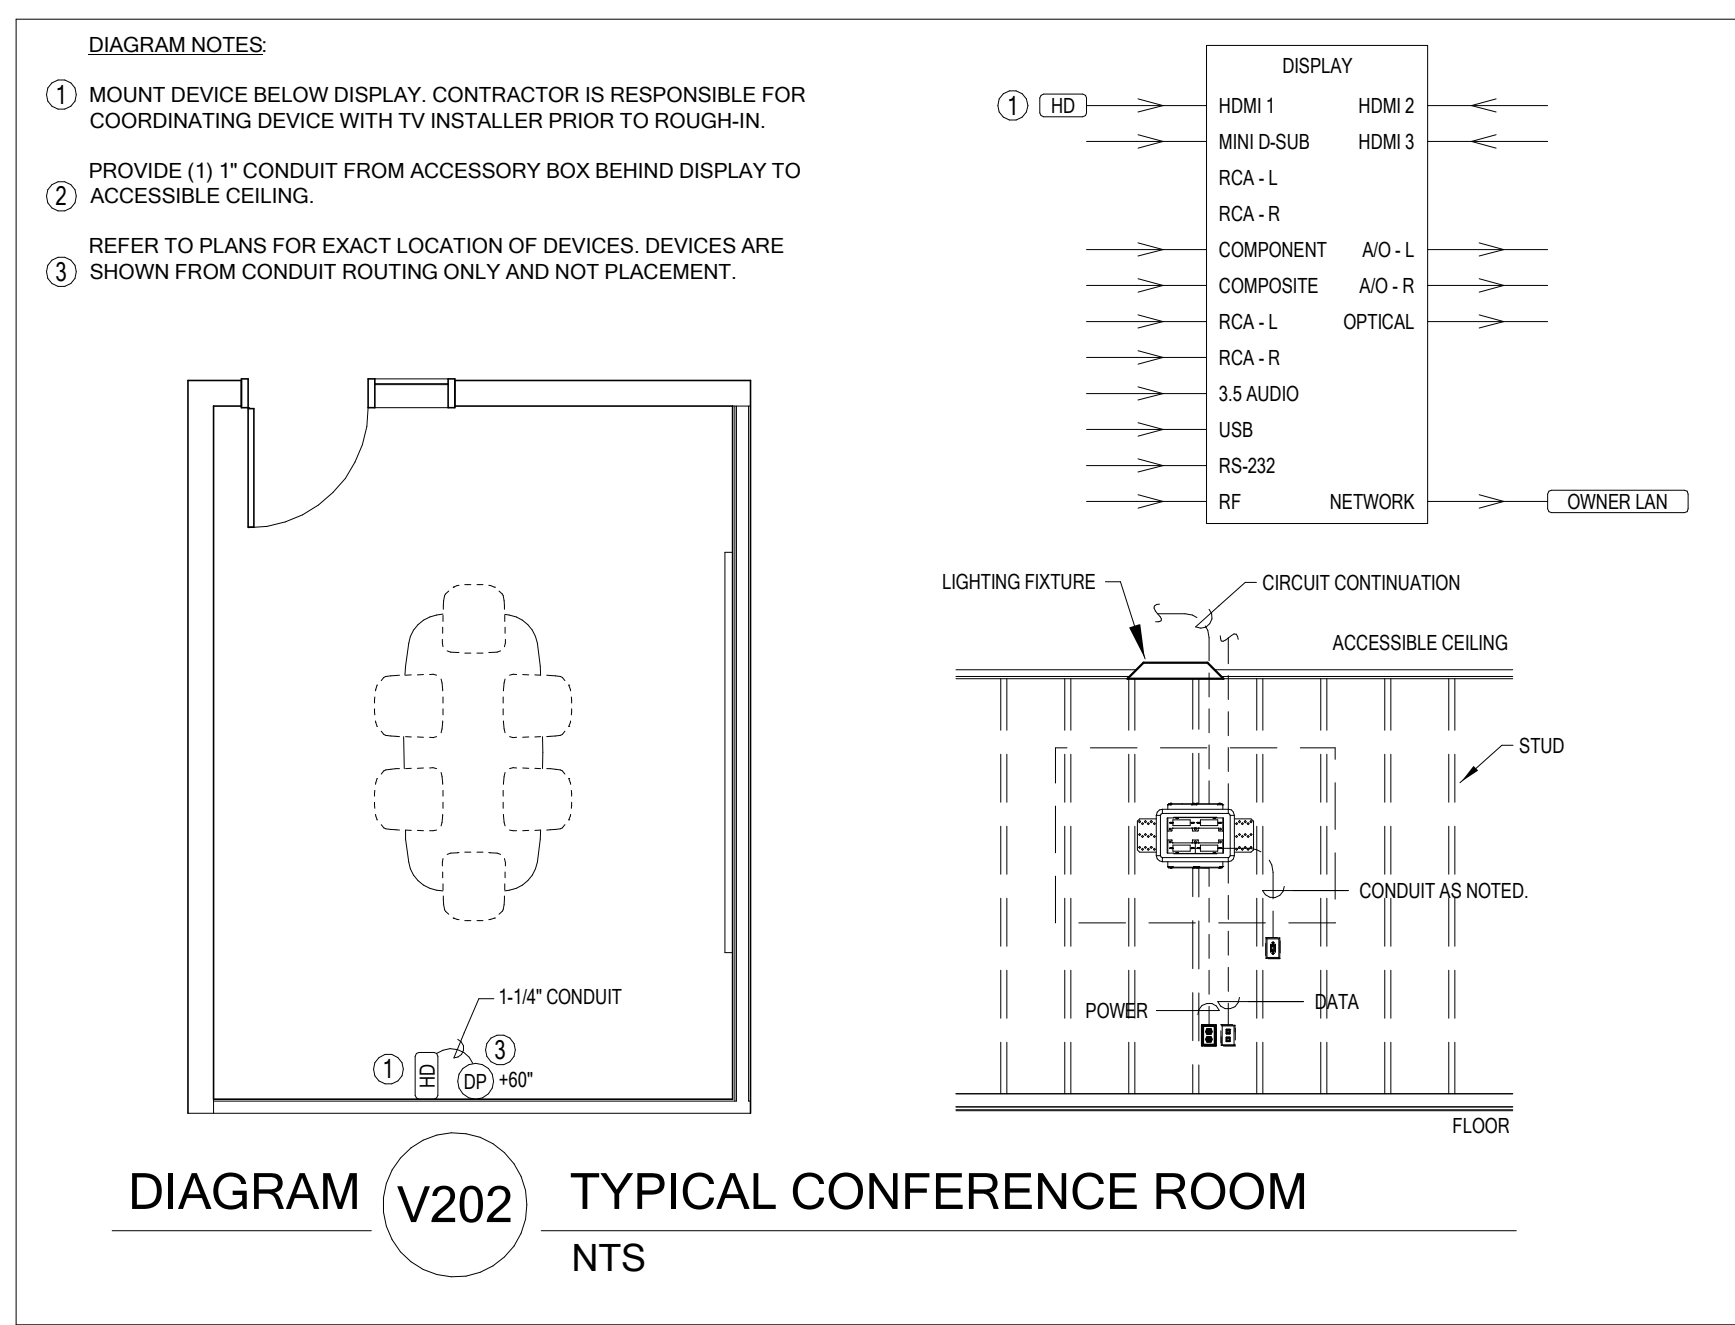 DIAGRAM NOTES:
1 MOUNT DEVICE BELOW DISPLAY. CONTRACTOR IS RESPONSIBLE FOR
COORDINATING DEVICE WITH TV INSTALLER PRIOR TO ROUGH-IN.
PROVIDE (1) 1" CONDUIT FROM ACCESSORY BOX BEHIND DISPLAY TO
2 ACCESSIBLE CEILING.
REFER TO PLANS FOR EXACT LOCATION OF DEVICES. DEVICES ARE
3 SHOWN FROM CONDUIT ROUTING ONLY AND NOT PLACEMENT.
DISPLAY
1 HD HDMI 1 HDMI 2
MINI D-SUB HDMI 3
RCA - L
RCA - R
COMPONENT A/O - L
COMPOSITE A/O - R
RCA - L OPTICAL
RCA - R
3.5 AUDIO
USB
RS-232
RF NETWORK OWNER LAN
1-1/4" CONDUIT
3
1 HD DP +60"
LIGHTING FIXTURE CIRCUIT CONTINUATION
ACCESSIBLE CEILING
STUD
CONDUIT AS NOTED.
POWER DATA
FLOOR
DIAGRAM V202 TYPICAL CONFERENCE ROOM
NTS